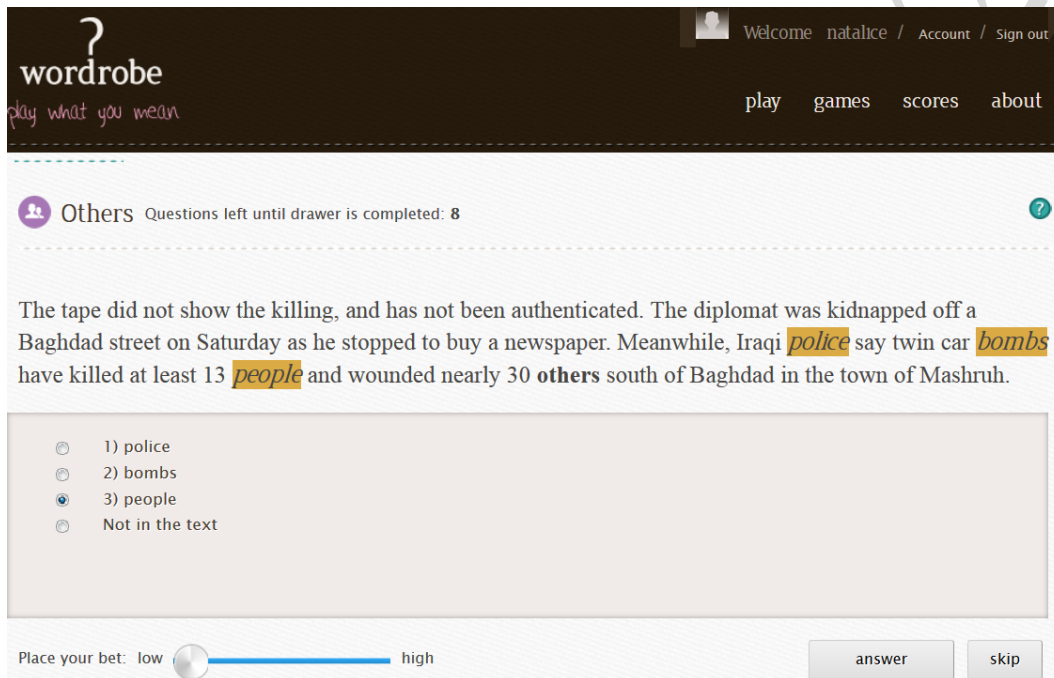 ?
wordrobe
play what you mean
Welcome natalice / Account / Sign out
play games scores about
Others Questions left until drawer is completed: 8 ?
The tape did not show the killing, and has not been authenticated. The diplomat was kidnapped off a
Baghdad street on Saturday as he stopped to buy a newspaper. Meanwhile, Iraqi police say twin car bombs
have killed at least 13 people and wounded nearly 30 others south of Baghdad in the town of Mashruh.
1) police
2) bombs
3) people
Not in the text
Place your bet: low high answer skip